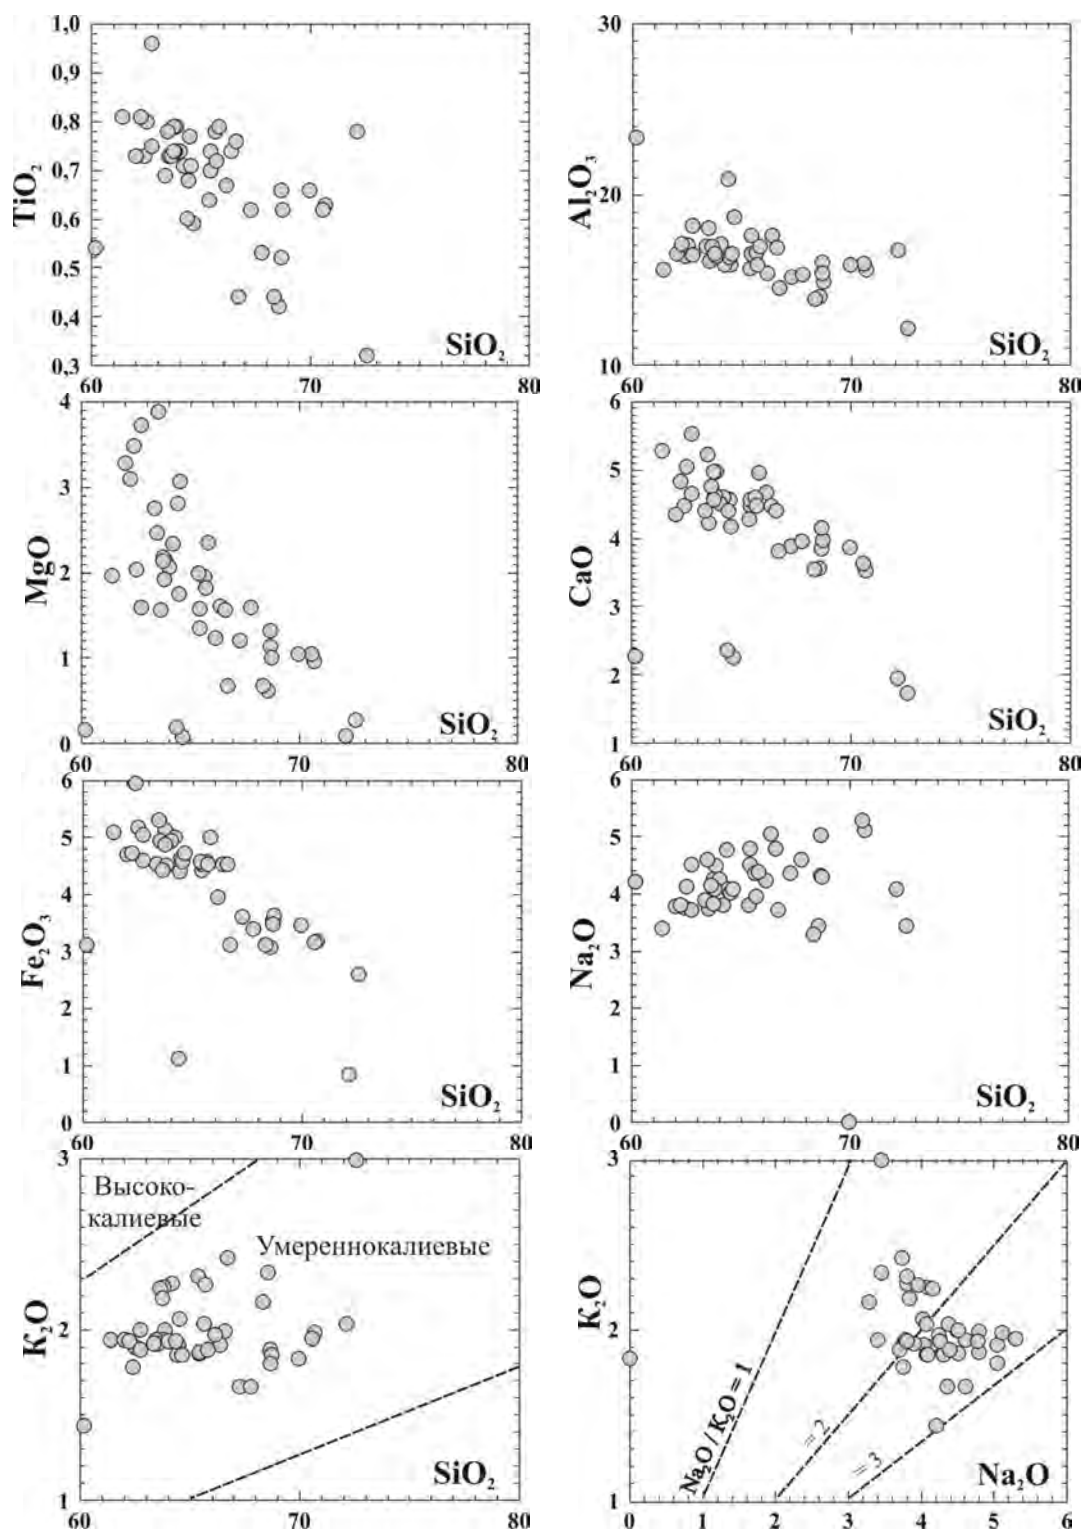 1,0
0,9
0,8
0,7
0,6
0,5
0,4
0,3
TiO₂
SiO₂
60 70 80
30
20
10
Al₂O₃
SiO₂
60 70 80
4
3
2
1
0
MgO
SiO₂
60 70 80
6
5
4
3
2
1
CaO
SiO₂
60 70 80
6
5
4
3
2
1
0
Fe₂O₃
SiO₂
60 70 80
6
5
4
3
2
1
0
Na₂O
SiO₂
60 70 80
3
2
1
K₂O
Высоко-
калиевые
Умереннокалиевые
SiO₂
60 70 80
3
2
1
K₂O
Na₂O / K₂O = 1
= 2
= 3
Na₂O
0 1 2 3 4 5 6